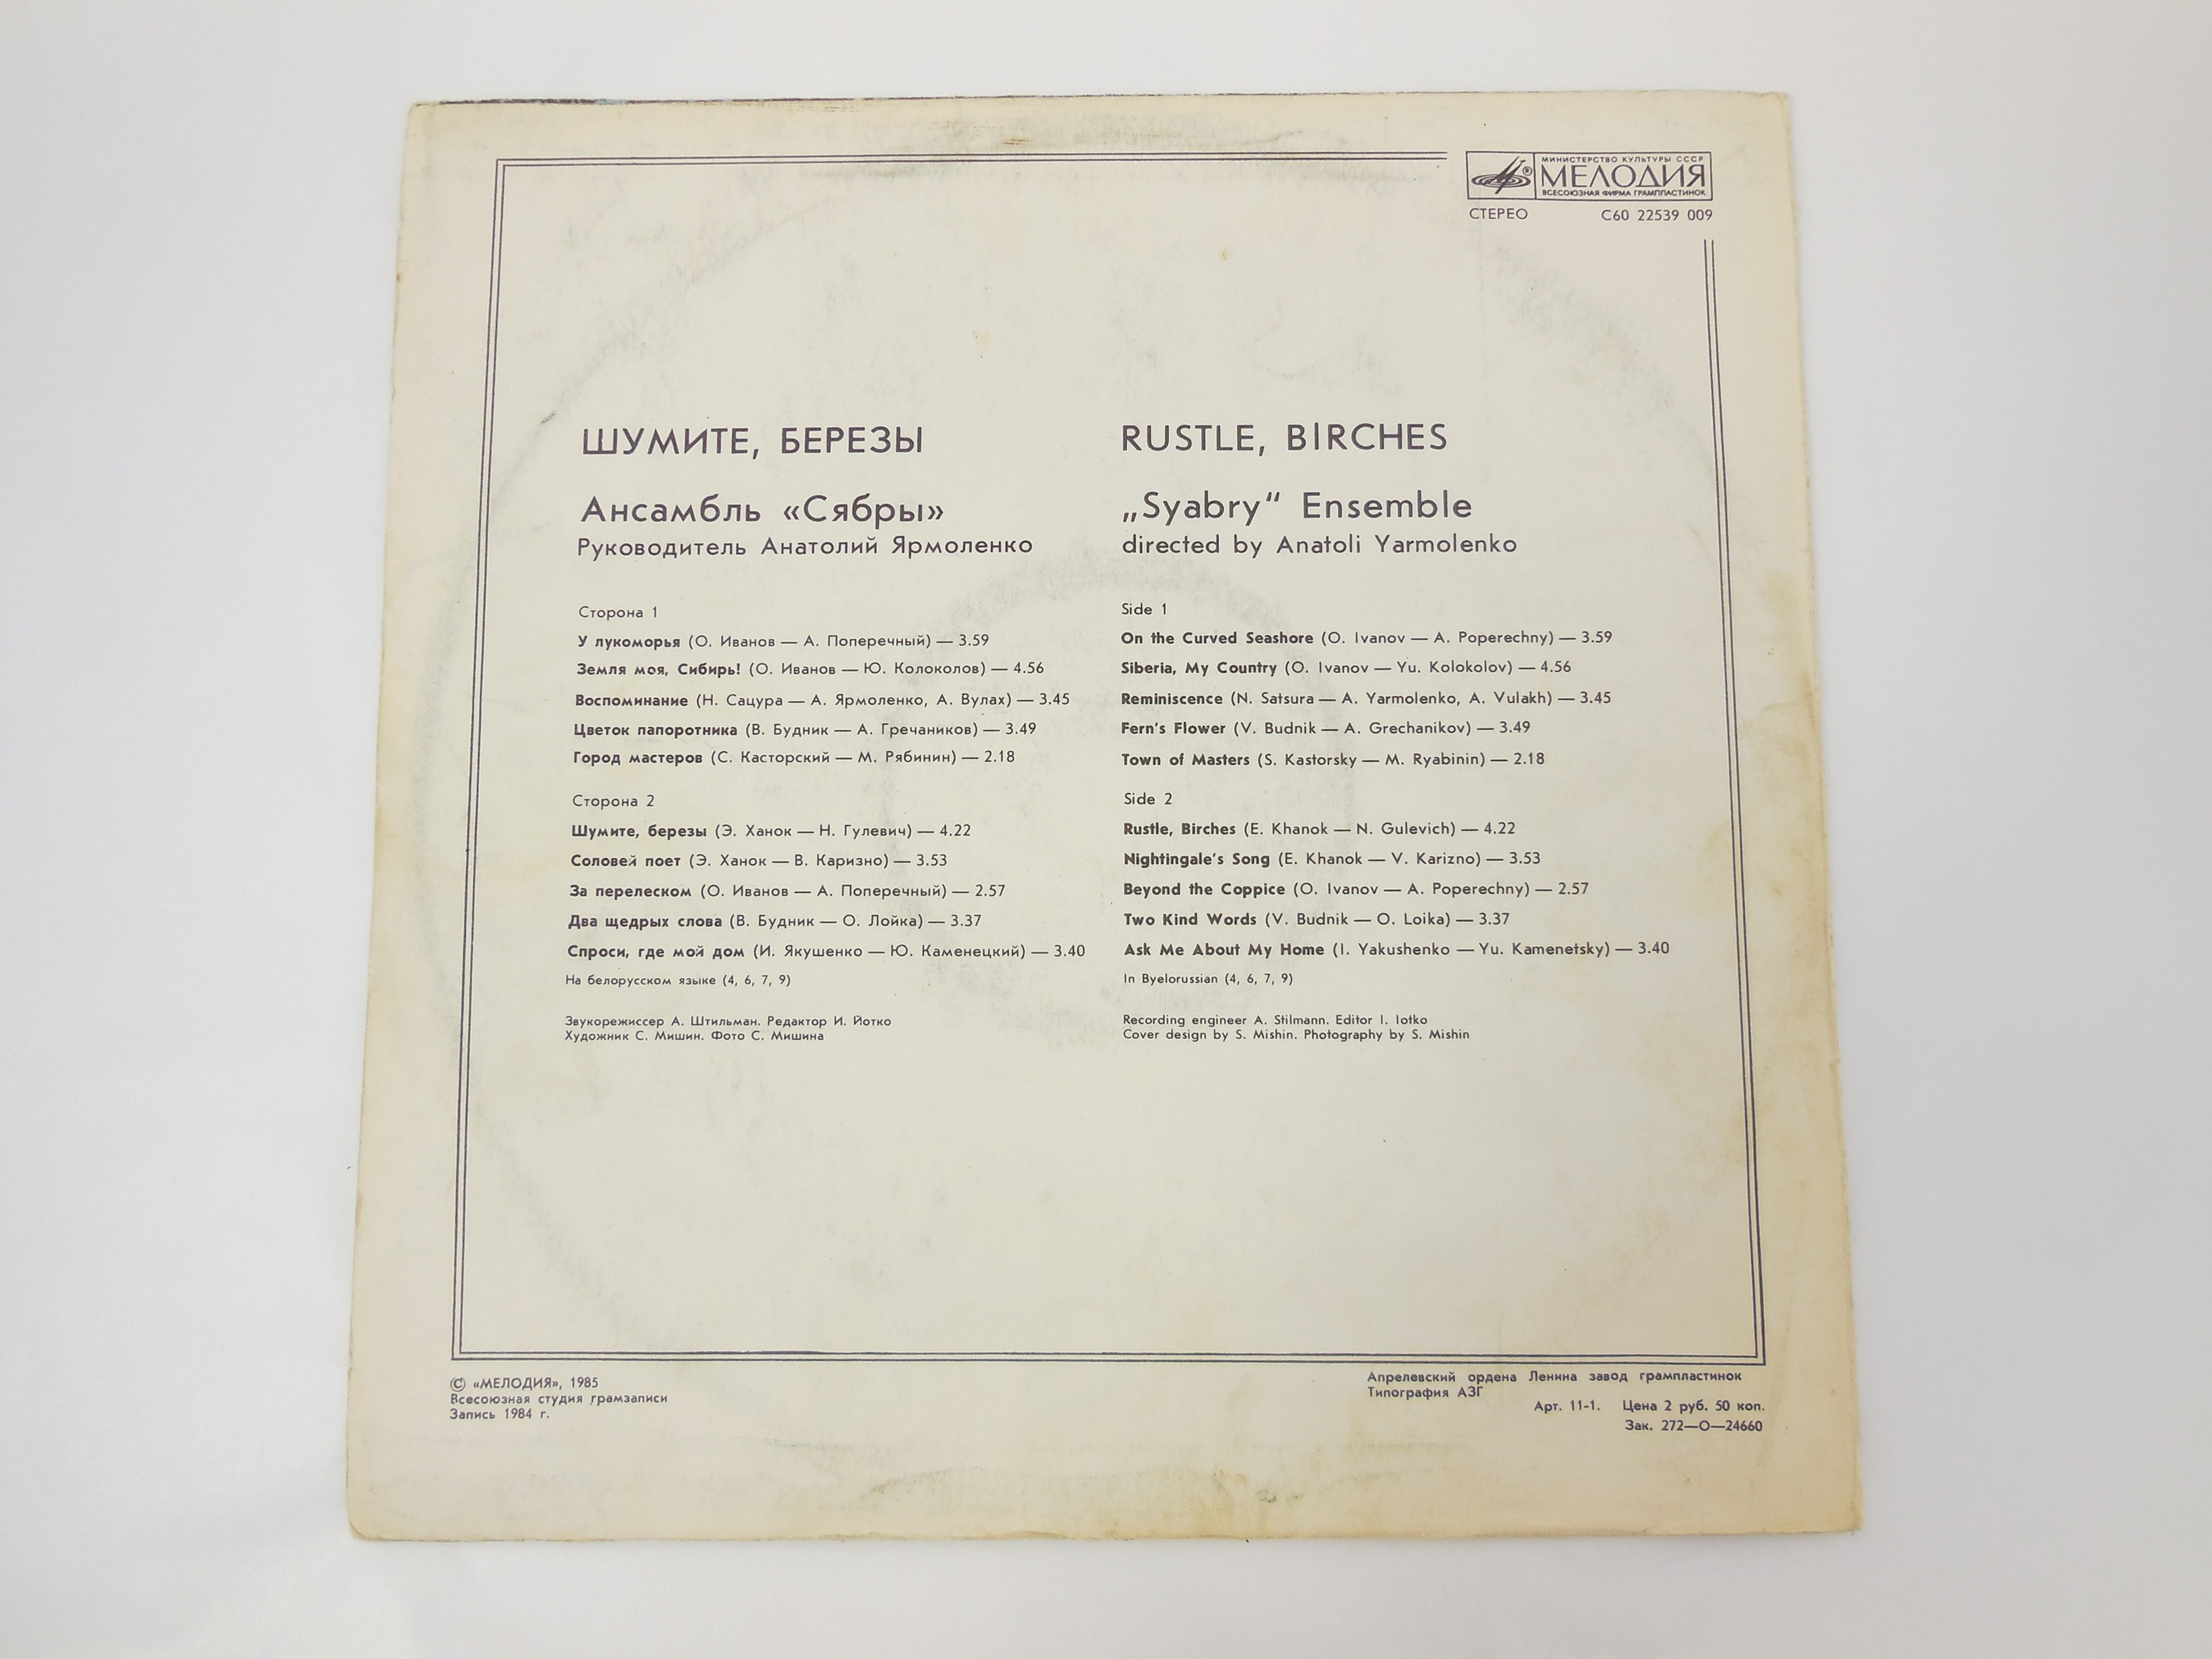 МИНИСТЕРСТВО КУЛЬТУРЫ СССР
МЕЛОДИЯ
ВСЕСОЮЗНАЯ ФИРМА ГРАМПЛАСТИНОК
СТЕРЕО С60 22539 009
ШУМИТЕ, БЕРЕЗЫ
Ансамбль «Сябры»
Руководитель Анатолий Ярмоленко
Сторона 1
У лукоморья (О. Иванов — А. Поперечный) — 3.59
Земля моя, Сибирь! (О. Иванов — Ю. Колоколов) — 4.56
Воспоминание (Н. Сацура — А. Ярмоленко, А. Вулах) — 3.45
Цветок папоротника (В. Будник — А. Гречаников) — 3.49
Город мастеров (С. Касторский — М. Рябинин) — 2.18
Сторона 2
Шумите, березы (Э. Ханок — Н. Гулевич) — 4.22
Соловей поет (Э. Ханок — В. Каризно) — 3.53
За перелеском (О. Иванов — А. Поперечный) — 2.57
Два щедрых слова (В. Будник — О. Лойка) — 3.37
Спроси, где мой дом (И. Якушенко — Ю. Каменецкий) — 3.40
На белорусском языке (4, 6, 7, 9)
Звукорежиссер А. Штильман. Редактор И. Йотко
Художник С. Мишин. Фото С. Мишина
RUSTLE, BIRCHES
„Syabry“ Ensemble
directed by Anatoli Yarmolenko
Side 1
On the Curved Seashore (O. Ivanov — A. Poperechny) — 3.59
Siberia, My Country (O. Ivanov — Yu. Kolokolov) — 4.56
Reminiscence (N. Satsura — A. Yarmolenko, A. Vulakh) — 3.45
Fern's Flower (V. Budnik — A. Grechanikov) — 3.49
Town of Masters (S. Kastorsky — M. Ryabinin) — 2.18
Side 2
Rustle, Birches (E. Khanok — N. Gulevich) — 4.22
Nightingale's Song (E. Khanok — V. Karizno) — 3.53
Beyond the Coppice (O. Ivanov — A. Poperechny) — 2.57
Two Kind Words (V. Budnik — O. Loika) — 3.37
Ask Me About My Home (I. Yakushenko — Yu. Kamenetsky) — 3.40
In Byelorussian (4, 6, 7, 9)
Recording engineer A. Stilmann. Editor I. Iotko
Cover design by S. Mishin. Photography by S. Mishin
© «МЕЛОДИЯ», 1985
Всесоюзная студия грамзаписи
Запись 1984 г.
Апрелевский ордена Ленина завод грампластинок
Типография АЗГ
Арт. 11-1. Цена 2 руб. 50 коп.
Зак. 272—О—24660